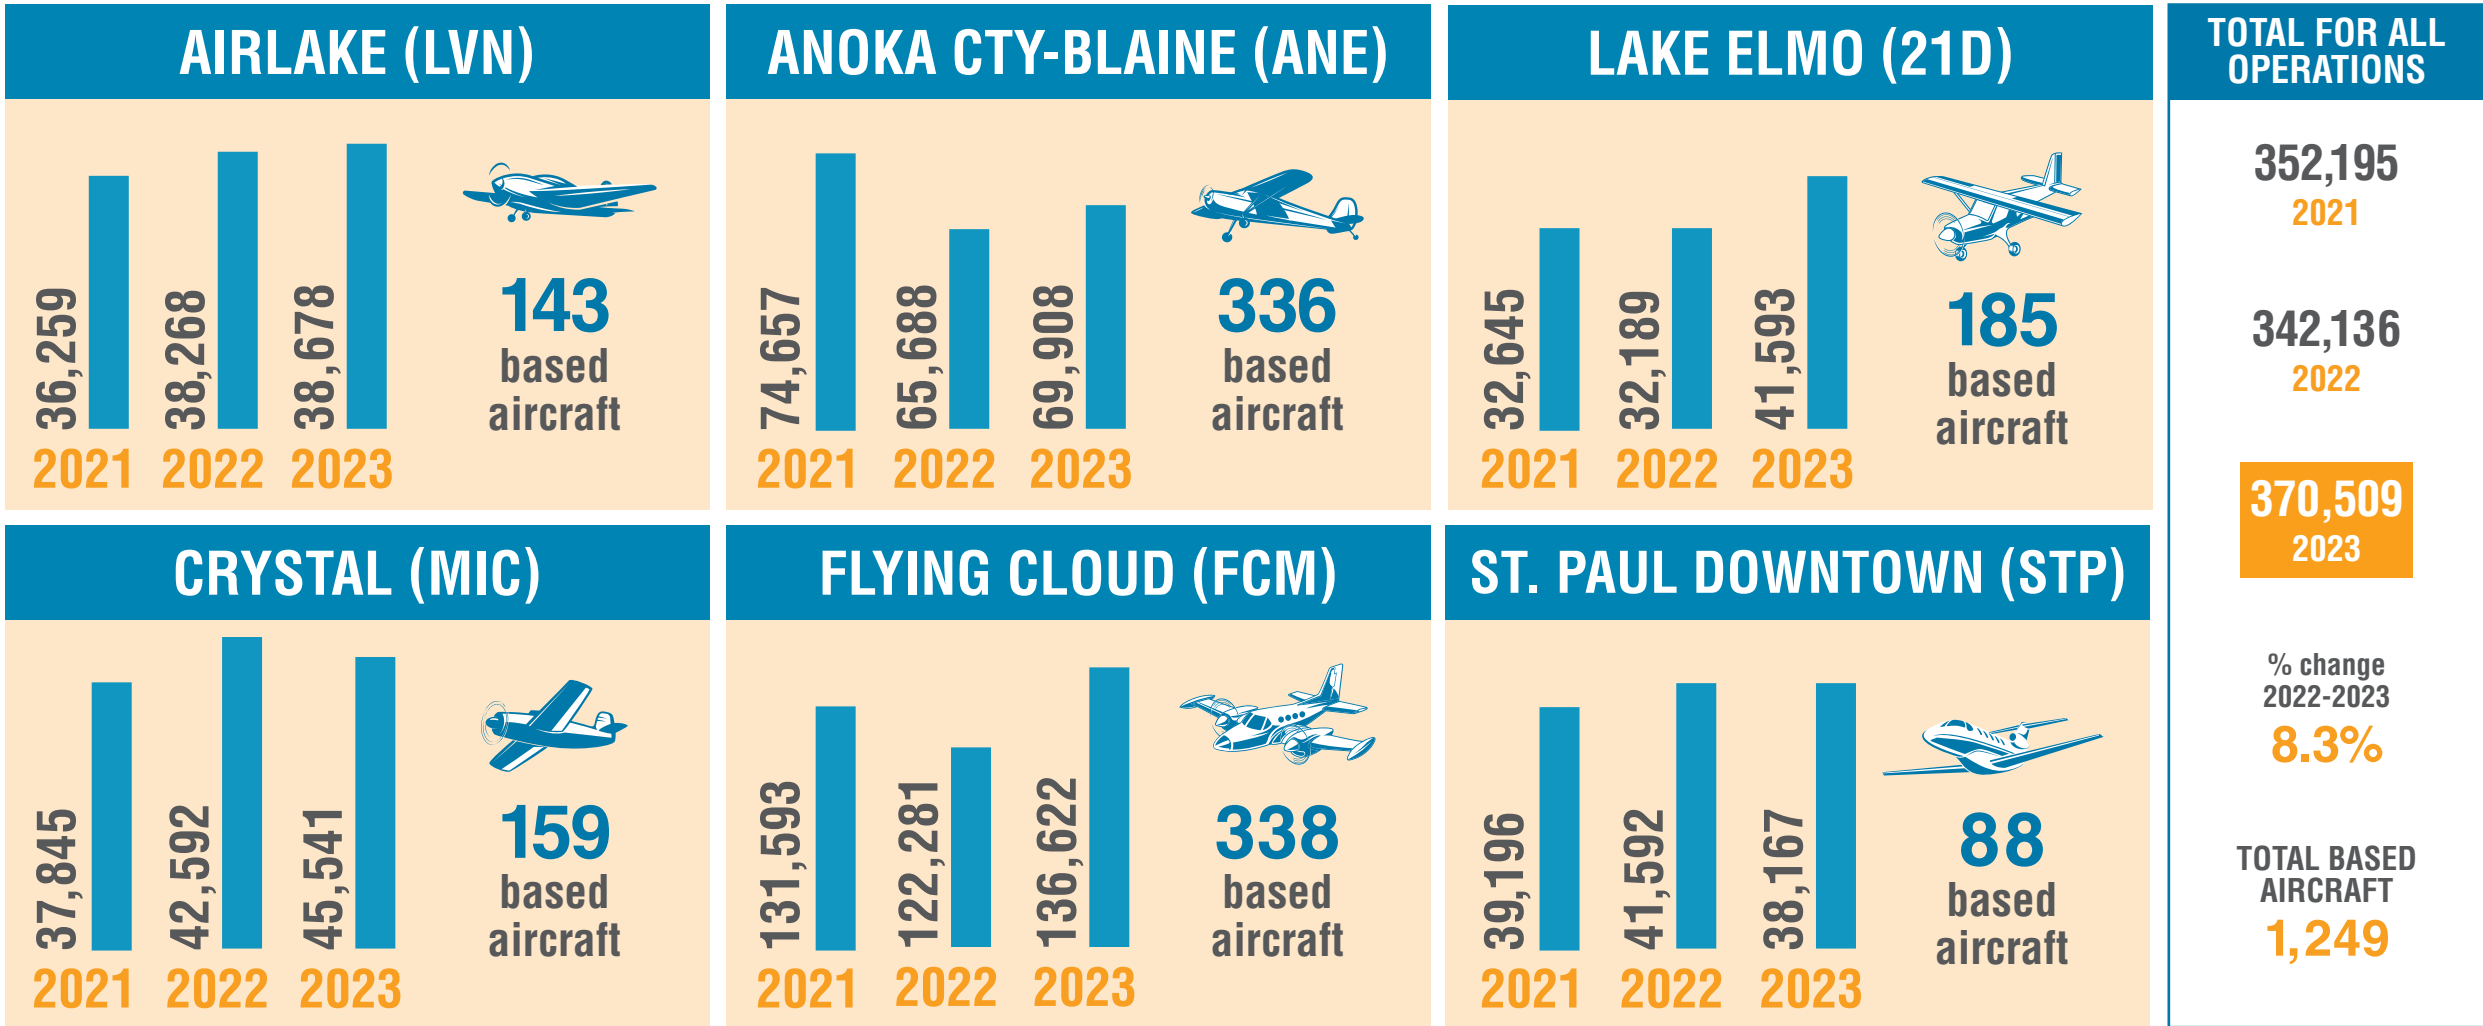 AIRLAKE (LVN)
36,259
38,268
38,678
2021 2022 2023
143
based
aircraft
ANOKA CTY-BLAINE (ANE)
74,657
65,688
69,908
2021 2022 2023
336
based
aircraft
LAKE ELMO (21D)
32,645
32,189
41,593
2021 2022 2023
185
based
aircraft
CRYSTAL (MIC)
37,845
42,592
45,541
2021 2022 2023
159
based
aircraft
FLYING CLOUD (FCM)
131,593
122,281
136,622
2021 2022 2023
338
based
aircraft
ST. PAUL DOWNTOWN (STP)
39,196
41,592
38,167
2021 2022 2023
88
based
aircraft
TOTAL FOR ALL
OPERATIONS
352,195
2021
342,136
2022
370,509
2023
% change
2022-2023
8.3%
TOTAL BASED
AIRCRAFT
1,249